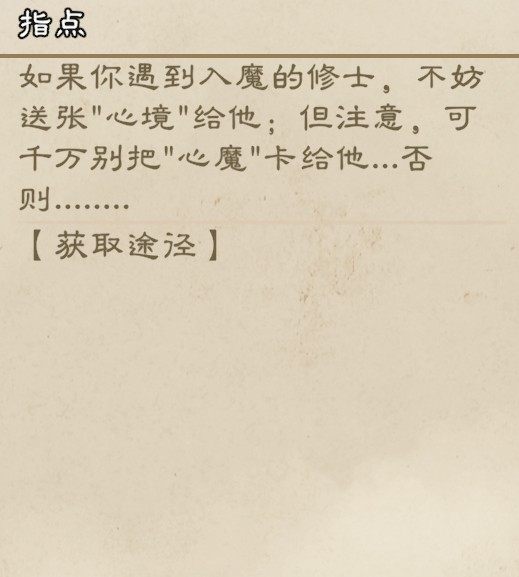 指点
如果你遇到入魔的修士，不妨
送张"心境"给他；但注意，可
千万别把"心魔"卡给他...否
则........
【获取途径】